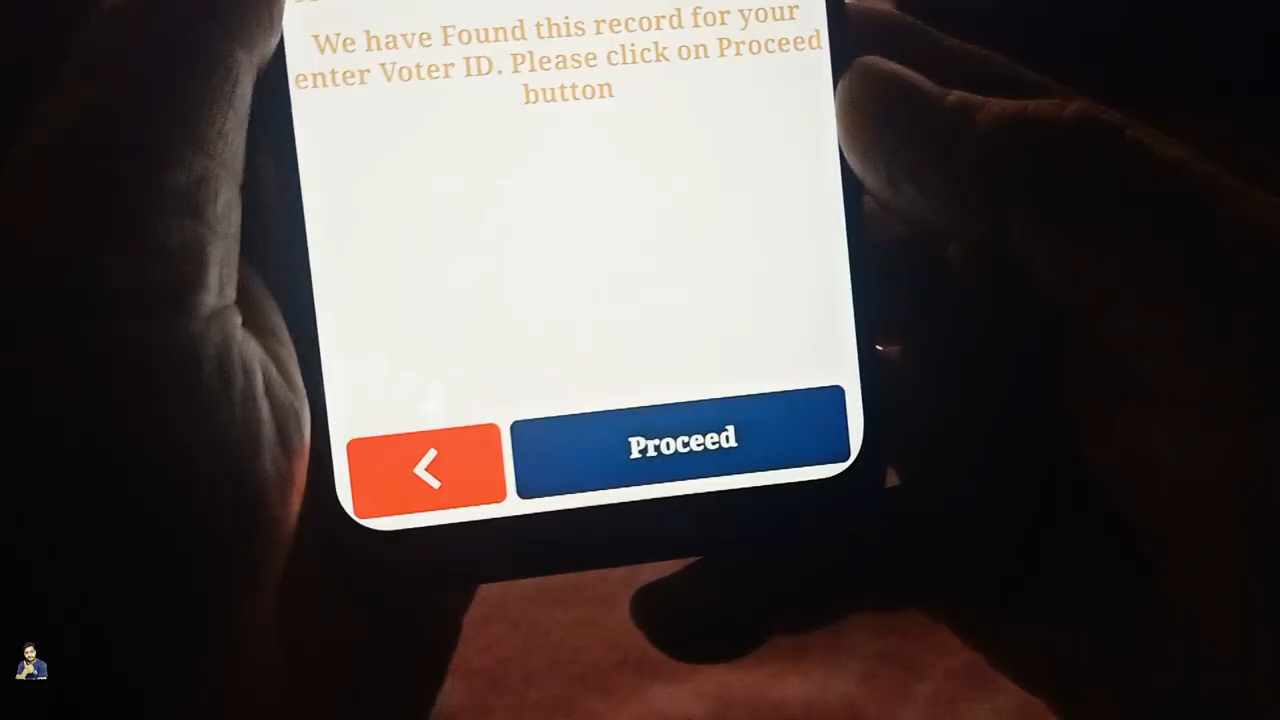 We have Found this record for your
enter Voter ID. Please click on Proceed
button
Proceed